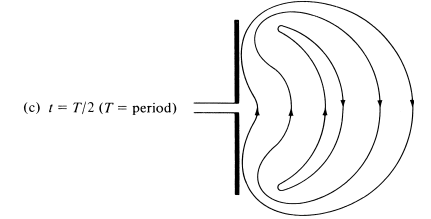 (c) t = T/2 (T = period)